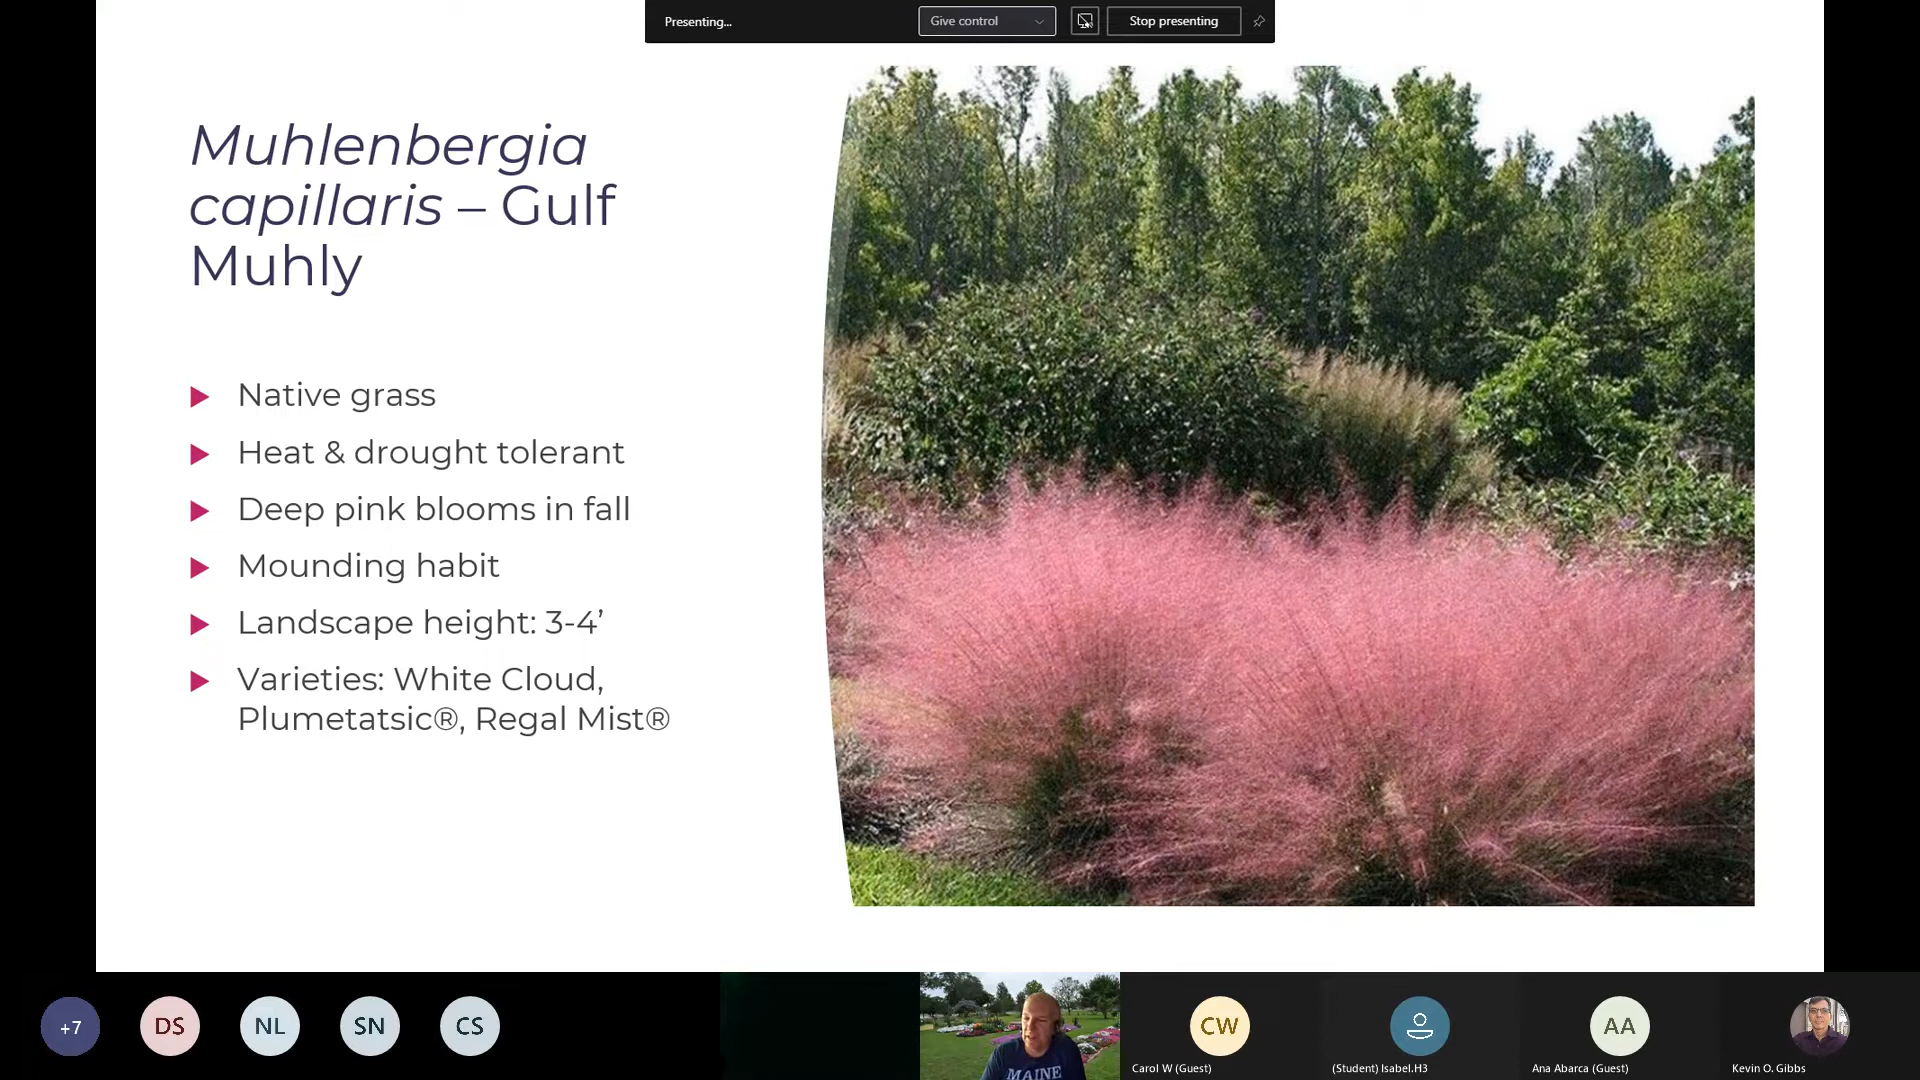 Presenting...
Give control
Stop presenting
Muhlenbergia
capillaris – Gulf
Muhly
Native grass
Heat & drought tolerant
Deep pink blooms in fall
Mounding habit
Landscape height: 3-4’
Varieties: White Cloud,
Plumetatsic®, Regal Mist®
+7
DS
NL
SN
CS
MAINE
CW
Carol W (Guest)
(Student) Isabel.H3
AA
Ana Abarca (Guest)
Kevin O. Gibbs